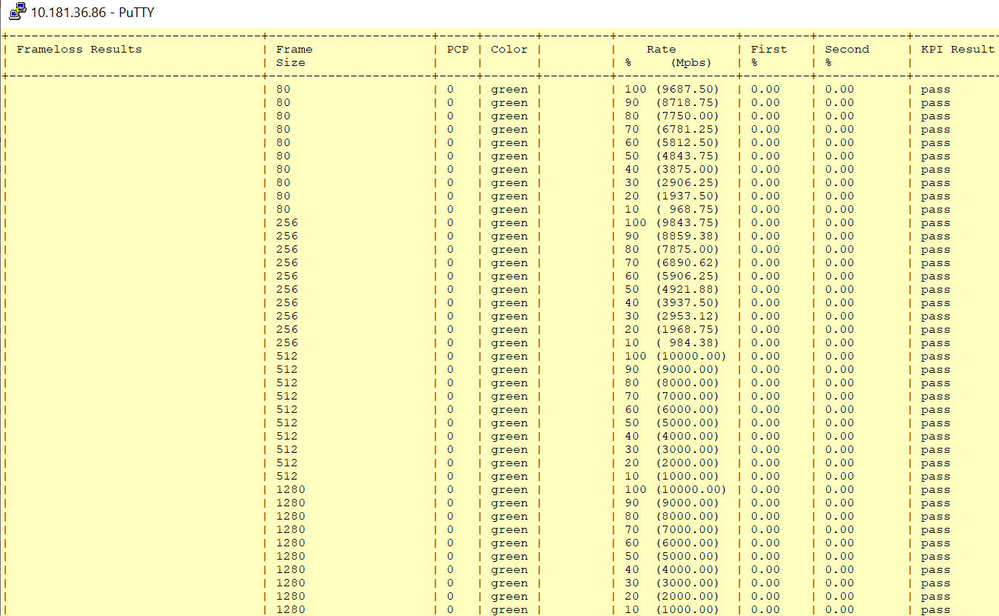 10.181.36.86 - PuTTY
+----------------------------------+----------------------+-----+-------+---------+----------------+---------+------------+------------
| Frameloss Results | Frame | PCP | Color | | Rate | First | Second | KPI Result
| | Size | | | | % (Mpbs) | % | % |
+----------------------------------+----------------------+-----+-------+---------+----------------+---------+------------+------------
| | 80 | 0 | green | | 100 (9687.50) | 0.00 | 0.00 | pass
| | 80 | 0 | green | | 90 (8718.75) | 0.00 | 0.00 | pass
| | 80 | 0 | green | | 80 (7750.00) | 0.00 | 0.00 | pass
| | 80 | 0 | green | | 70 (6781.25) | 0.00 | 0.00 | pass
| | 80 | 0 | green | | 60 (5812.50) | 0.00 | 0.00 | pass
| | 80 | 0 | green | | 50 (4843.75) | 0.00 | 0.00 | pass
| | 80 | 0 | green | | 40 (3875.00) | 0.00 | 0.00 | pass
| | 80 | 0 | green | | 30 (2906.25) | 0.00 | 0.00 | pass
| | 80 | 0 | green | | 20 (1937.50) | 0.00 | 0.00 | pass
| | 80 | 0 | green | | 10 ( 968.75) | 0.00 | 0.00 | pass
| | 256 | 0 | green | | 100 (9843.75) | 0.00 | 0.00 | pass
| | 256 | 0 | green | | 90 (8859.38) | 0.00 | 0.00 | pass
| | 256 | 0 | green | | 80 (7875.00) | 0.00 | 0.00 | pass
| | 256 | 0 | green | | 70 (6890.62) | 0.00 | 0.00 | pass
| | 256 | 0 | green | | 60 (5906.25) | 0.00 | 0.00 | pass
| | 256 | 0 | green | | 50 (4921.88) | 0.00 | 0.00 | pass
| | 256 | 0 | green | | 40 (3937.50) | 0.00 | 0.00 | pass
| | 256 | 0 | green | | 30 (2953.12) | 0.00 | 0.00 | pass
| | 256 | 0 | green | | 20 (1968.75) | 0.00 | 0.00 | pass
| | 256 | 0 | green | | 10 ( 984.38) | 0.00 | 0.00 | pass
| | 512 | 0 | green | | 100 (10000.00) | 0.00 | 0.00 | pass
| | 512 | 0 | green | | 90 (9000.00) | 0.00 | 0.00 | pass
| | 512 | 0 | green | | 80 (8000.00) | 0.00 | 0.00 | pass
| | 512 | 0 | green | | 70 (7000.00) | 0.00 | 0.00 | pass
| | 512 | 0 | green | | 60 (6000.00) | 0.00 | 0.00 | pass
| | 512 | 0 | green | | 50 (5000.00) | 0.00 | 0.00 | pass
| | 512 | 0 | green | | 40 (4000.00) | 0.00 | 0.00 | pass
| | 512 | 0 | green | | 30 (3000.00) | 0.00 | 0.00 | pass
| | 512 | 0 | green | | 20 (2000.00) | 0.00 | 0.00 | pass
| | 512 | 0 | green | | 10 (1000.00) | 0.00 | 0.00 | pass
| | 1280 | 0 | green | | 100 (10000.00) | 0.00 | 0.00 | pass
| | 1280 | 0 | green | | 90 (9000.00) | 0.00 | 0.00 | pass
| | 1280 | 0 | green | | 80 (8000.00) | 0.00 | 0.00 | pass
| | 1280 | 0 | green | | 70 (7000.00) | 0.00 | 0.00 | pass
| | 1280 | 0 | green | | 60 (6000.00) | 0.00 | 0.00 | pass
| | 1280 | 0 | green | | 50 (5000.00) | 0.00 | 0.00 | pass
| | 1280 | 0 | green | | 40 (4000.00) | 0.00 | 0.00 | pass
| | 1280 | 0 | green | | 30 (3000.00) | 0.00 | 0.00 | pass
| | 1280 | 0 | green | | 20 (2000.00) | 0.00 | 0.00 | pass
| | 1280 | 0 | green | | 10 (1000.00) | 0.00 | 0.00 | pass